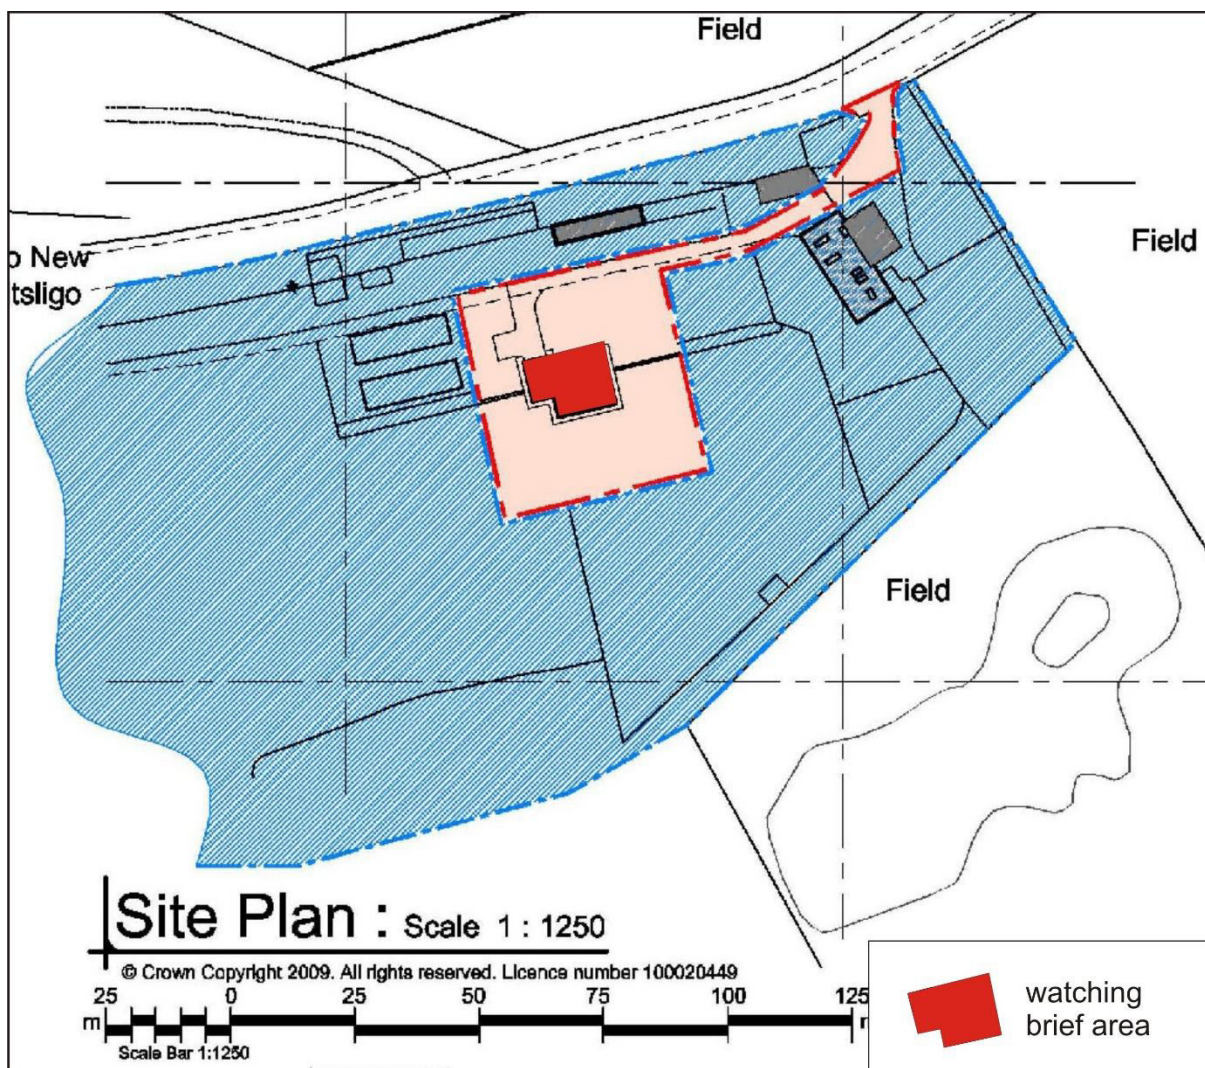 Field
Field
o New
tsligo
Field
Site Plan : Scale 1 : 1250
© Crown Copyright 2009. All rights reserved. Licence number 100020449
25 0 25 50 75 100 125
m
Scale Bar 1:1250
watching
brief area